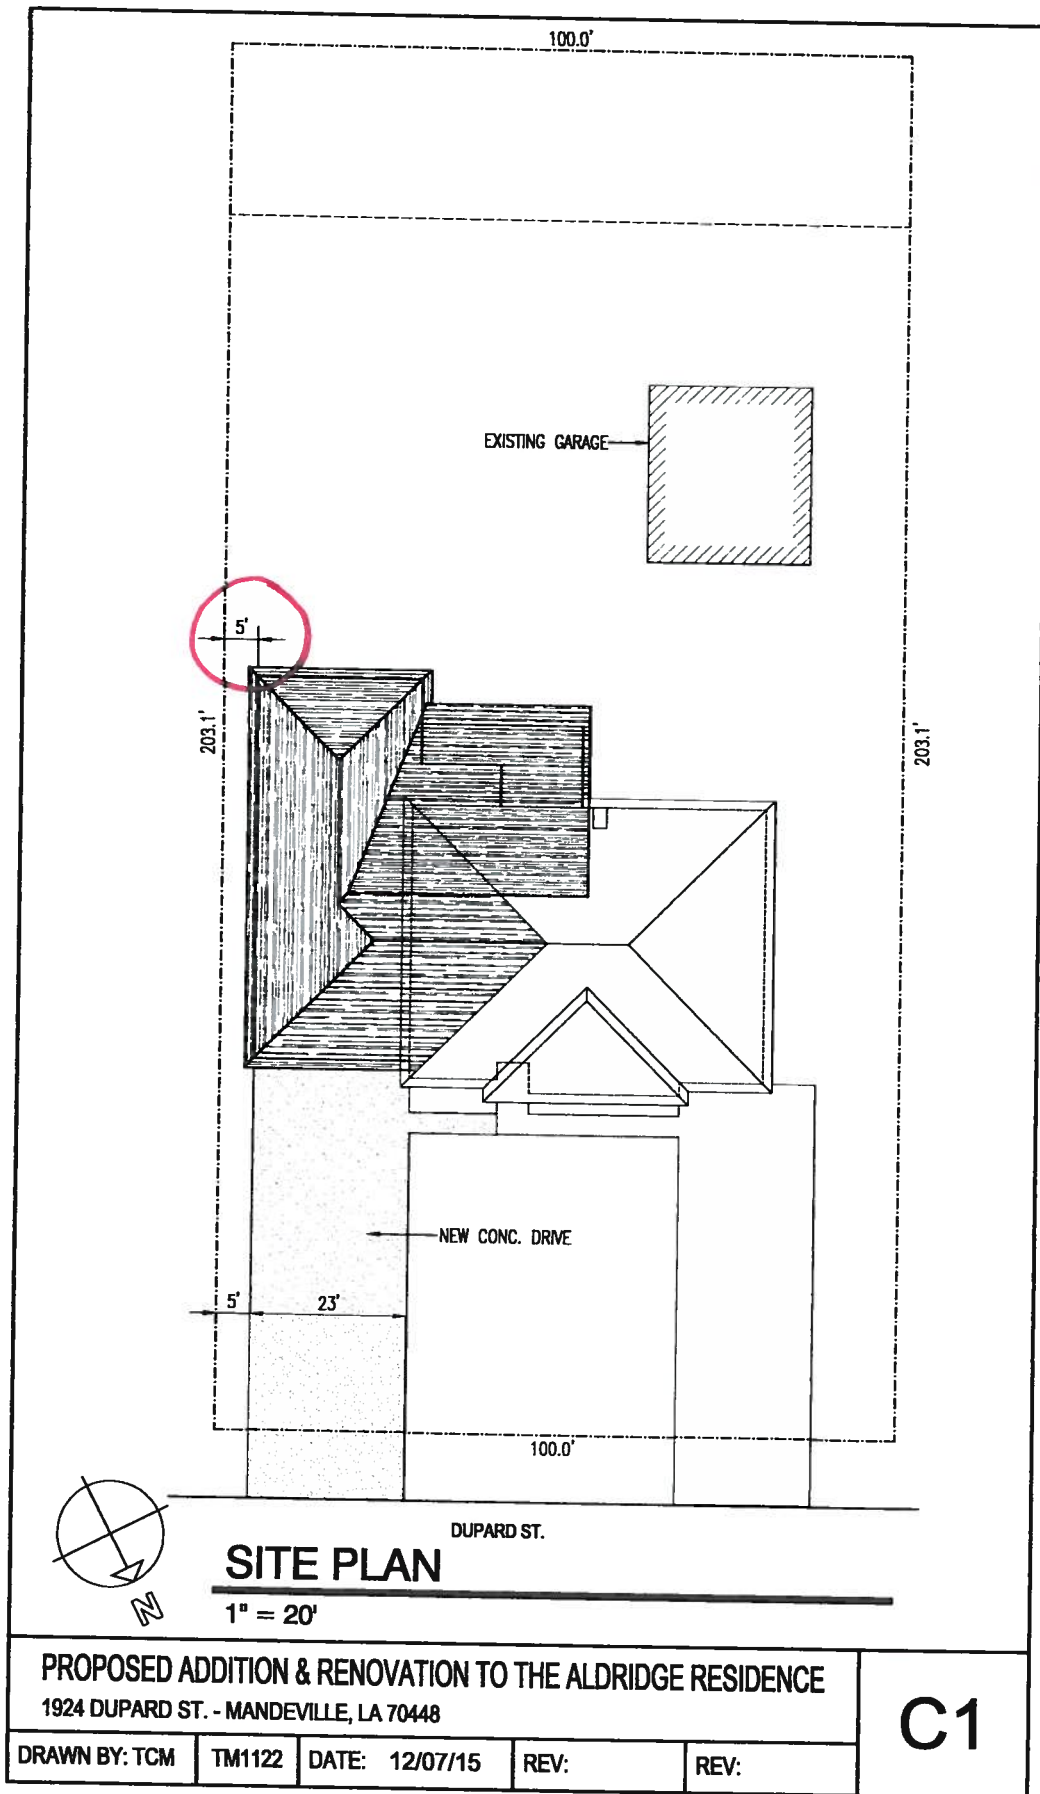 100.0'
EXISTING GARAGE
5'
203.1'
203.1'
NEW CONC. DRIVE
5'
23'
100.0'
DUPARD ST.
N
SITE PLAN
1" = 20'
PROPOSED ADDITION & RENOVATION TO THE ALDRIDGE RESIDENCE
1924 DUPARD ST. - MANDEVILLE, LA 70448
C1
DRAWN BY: TCM
TM1122
DATE: 12/07/15
REV:
REV: